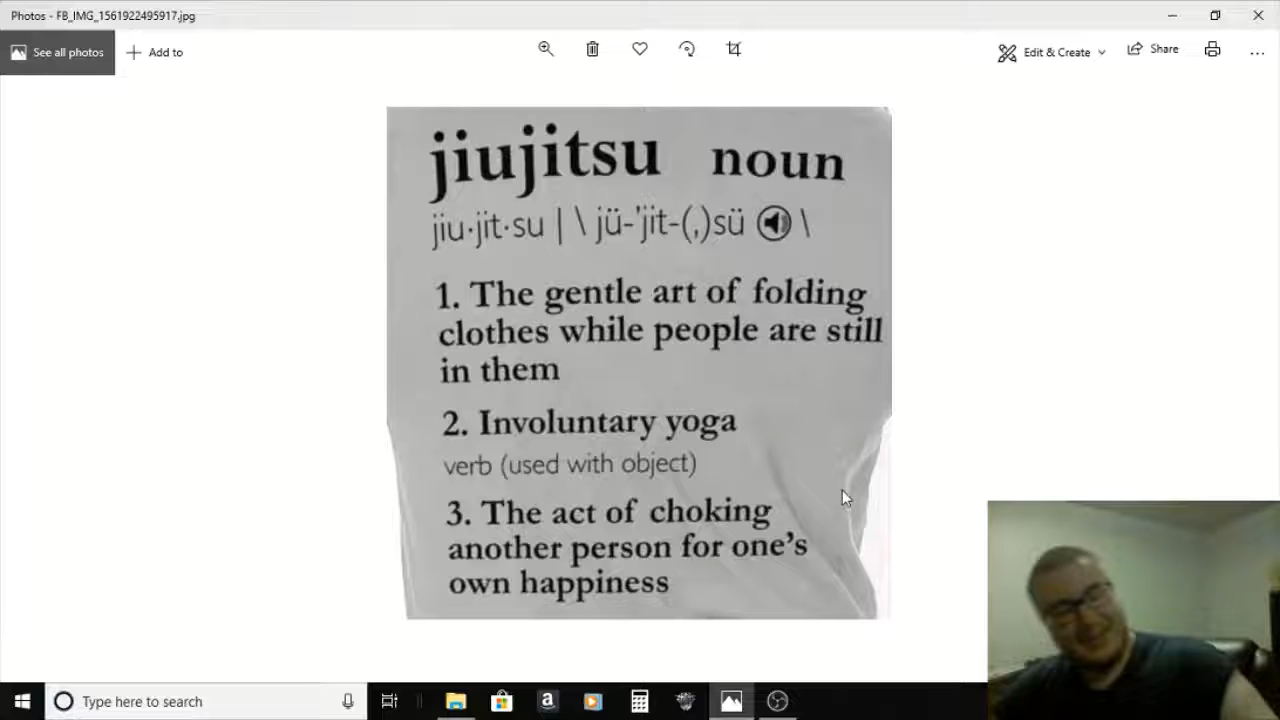 Photos - FB_IMG_1561922495917.jpg
See all photos
Add to
Edit & Create
Share
jiujitsu noun
jiu·jit·su | \ jü-'jit-(,)sü \
1. The gentle art of folding
clothes while people are still
in them
2. Involuntary yoga
verb (used with object)
3. The act of choking
another person for one's
own happiness
Type here to search